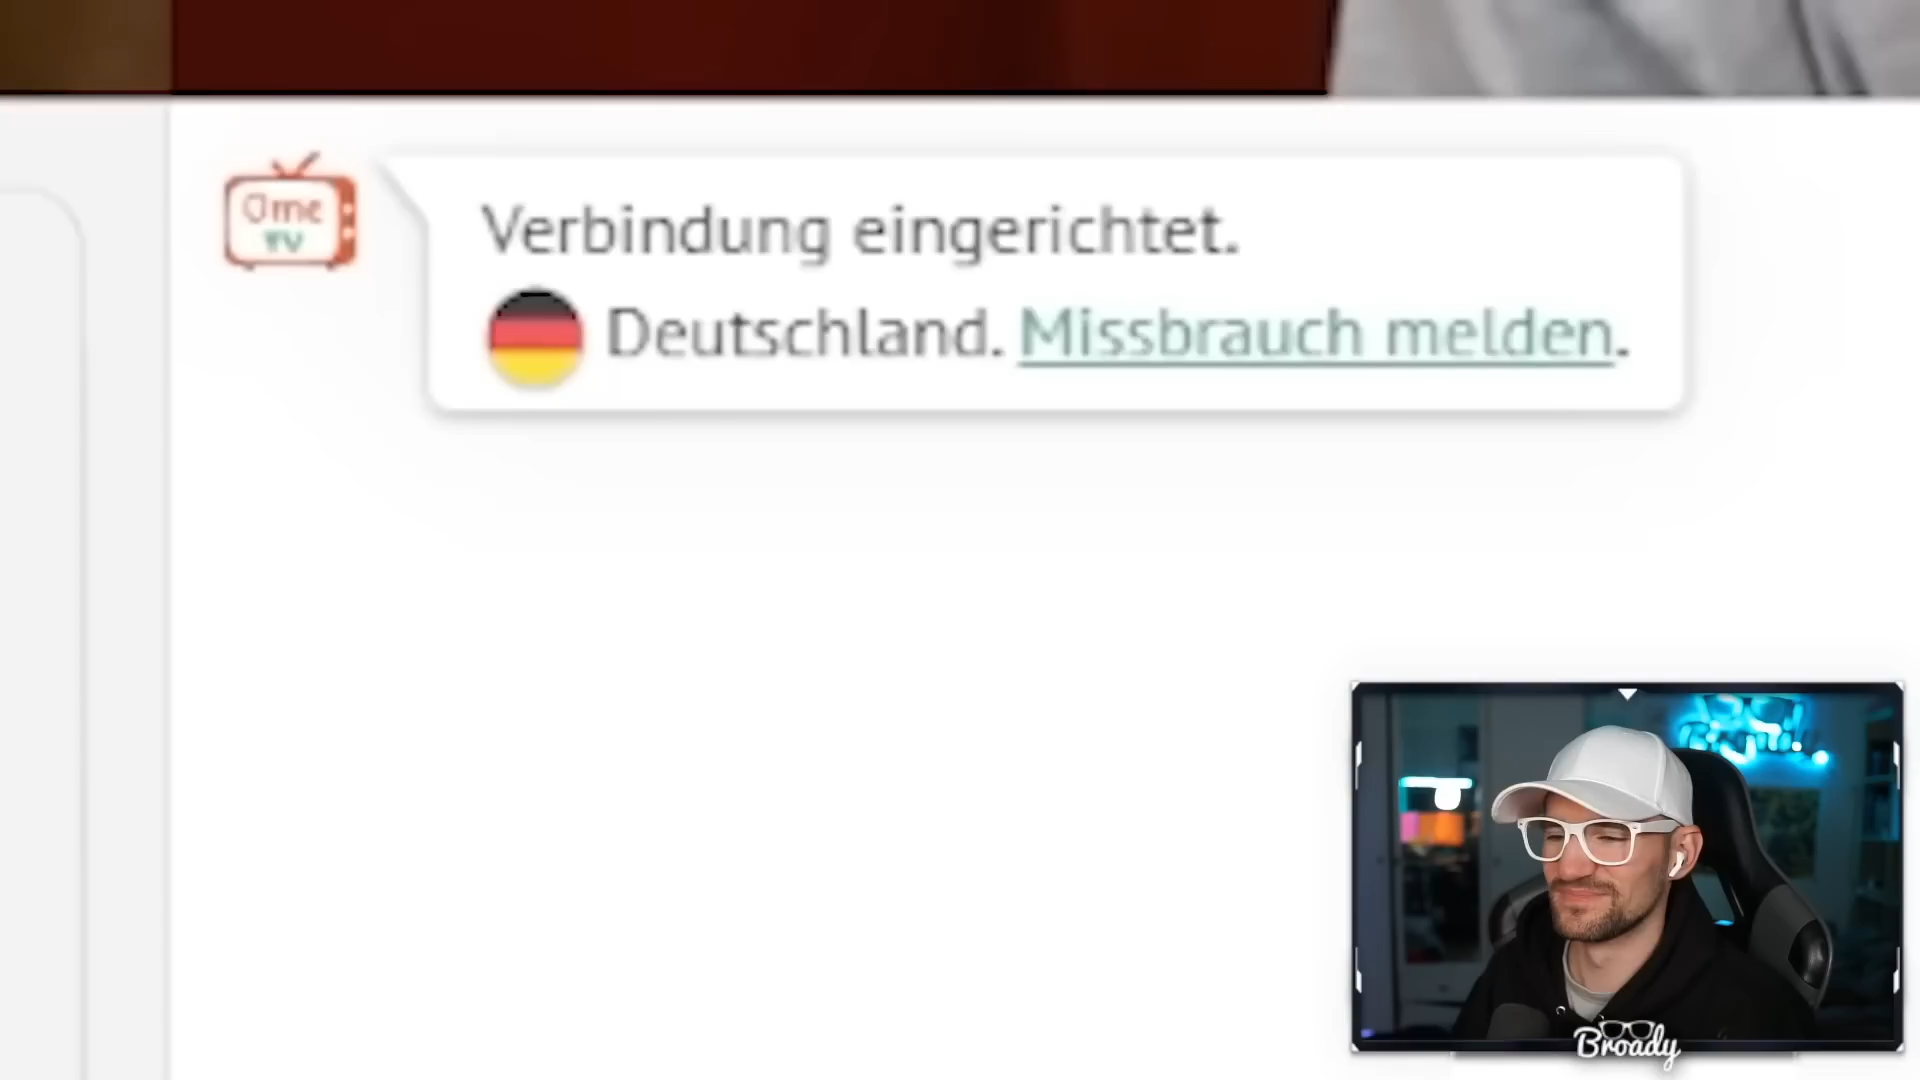 Ome
TV
Verbindung eingerichtet.
Deutschland. Missbrauch melden.
Broady